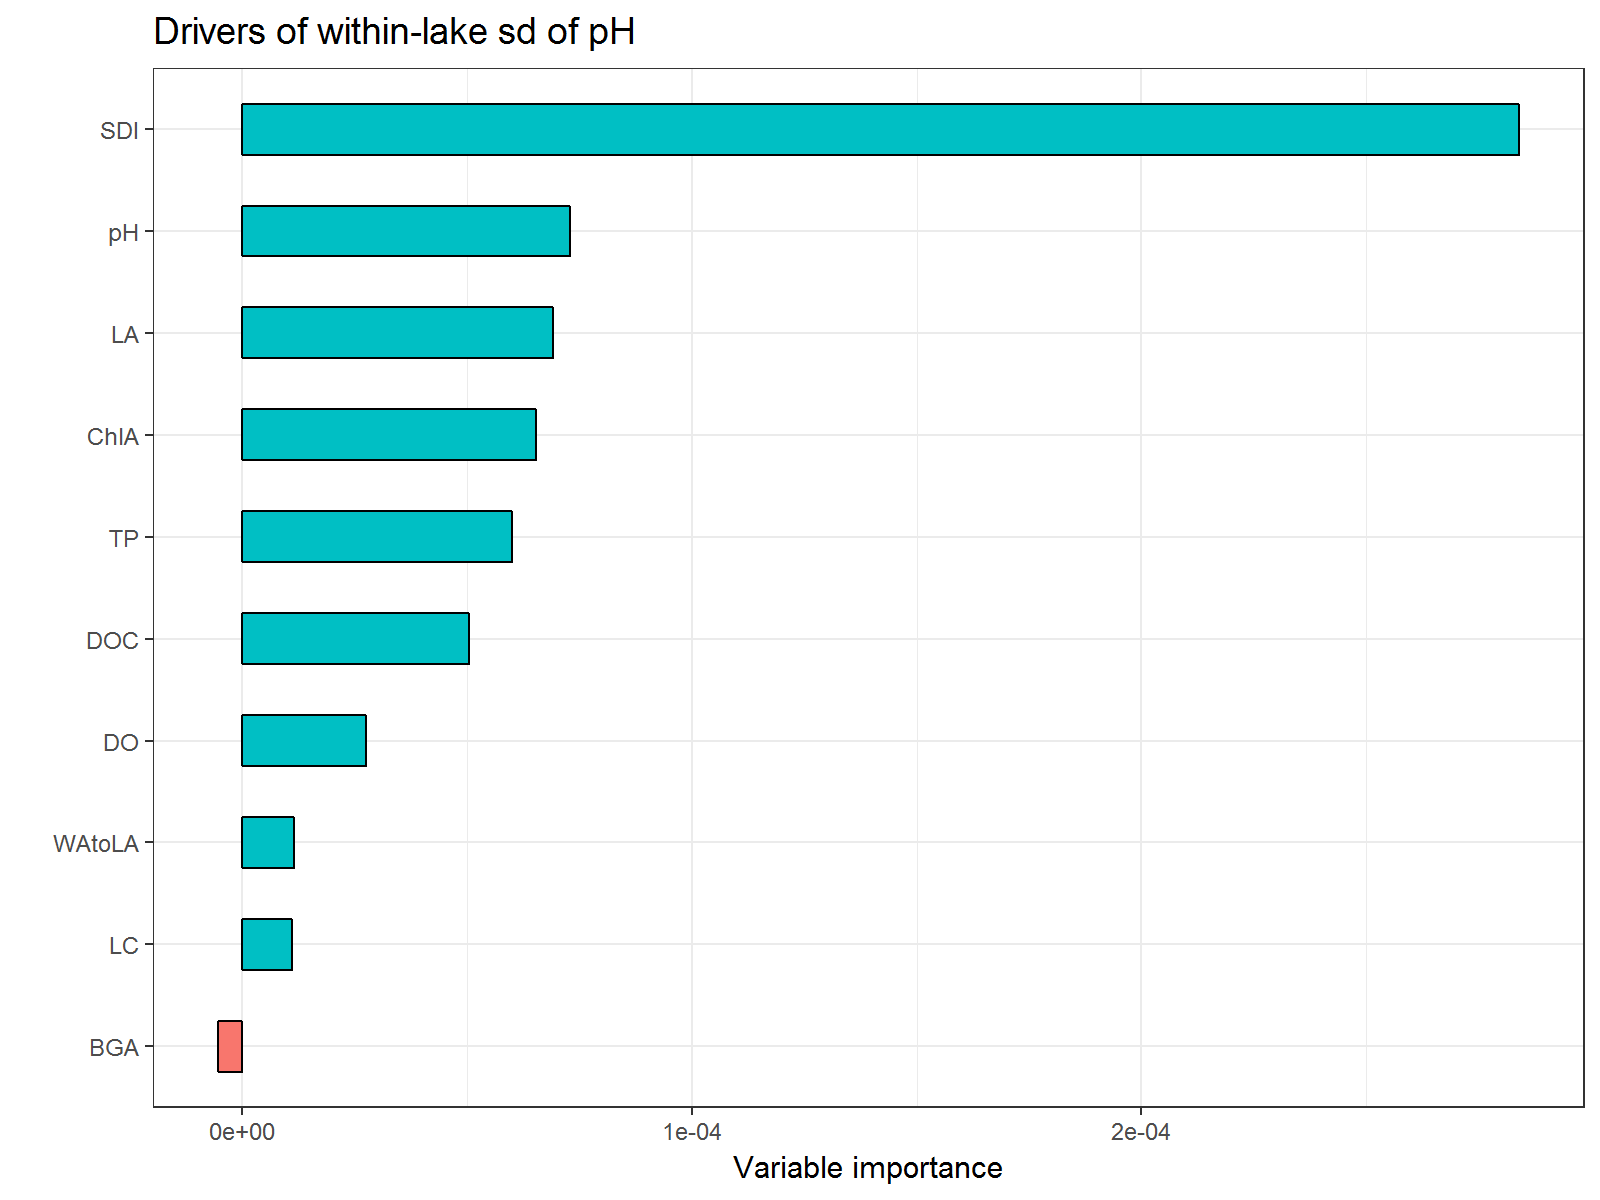 Drivers of within-lake sd of pH
SDI
pH
LA
ChlA
TP
DOC
DO
WAtoLA
LC
BGA
0e+00 1e-04 2e-04
Variable importance